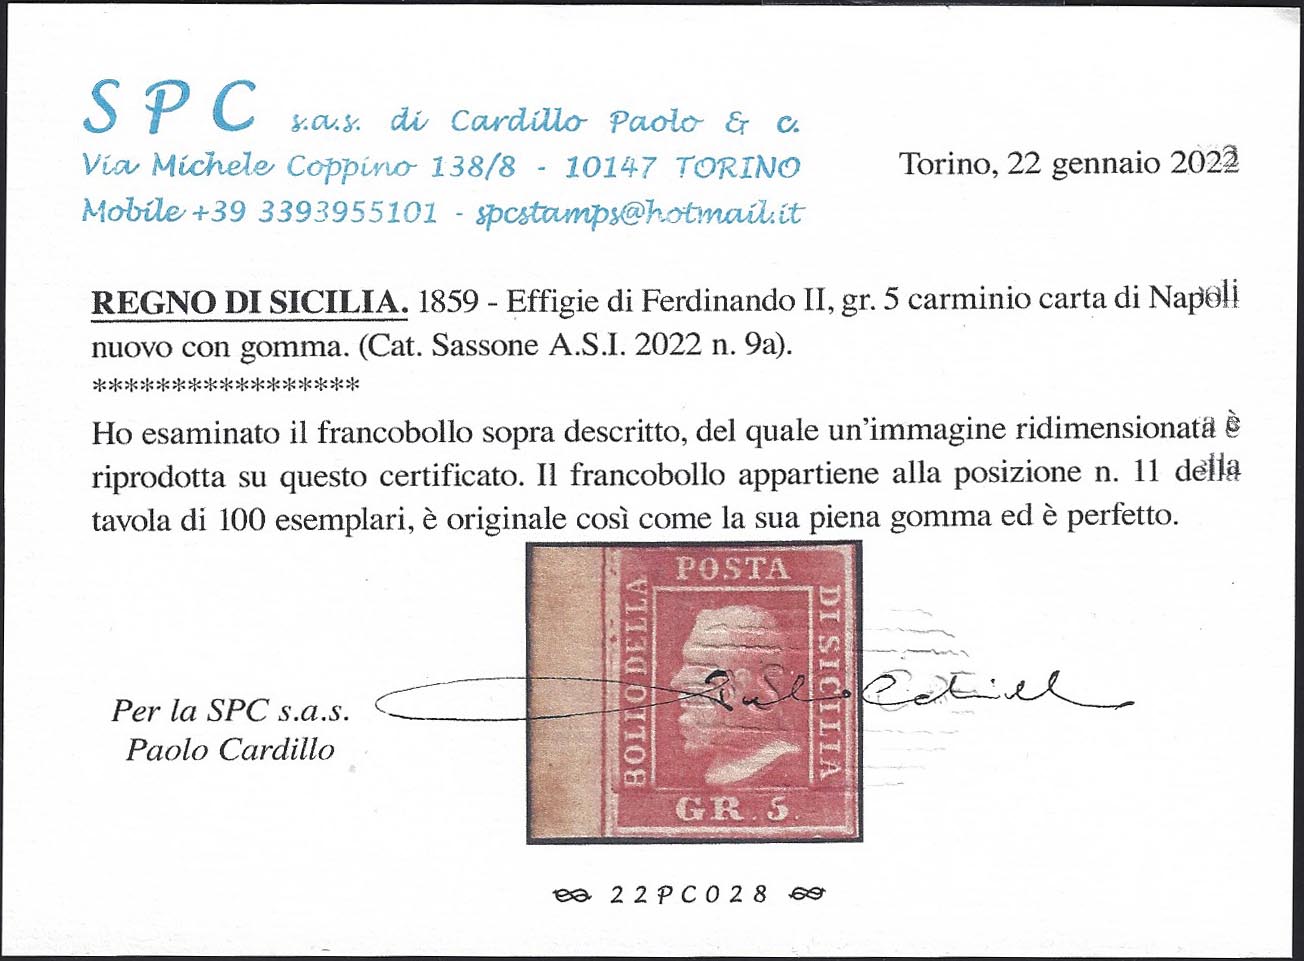 SPC s.a.s. di Cardillo Paolo & c.
Via Michele Coppino 138/8 - 10147 TORINO
Mobile +39 3393955101 - spcstamps@hotmail.it
Torino, 22 gennaio 2022
REGNO DI SICILIA. 1859 - Effigie di Ferdinando II, gr. 5 carminio carta di Napoli
nuovo con gomma. (Cat. Sassone A.S.I. 2022 n. 9a).
*****************
Ho esaminato il francobollo sopra descritto, del quale un'immagine ridimensionata è
riprodotta su questo certificato. Il francobollo appartiene alla posizione n. 11 della
tavola di 100 esemplari, è originale così come la sua piena gomma ed è perfetto.
BOLLO DELLA
POSTA
DI SICILIA
GR. 5.
Per la SPC s.a.s.
Paolo Cardillo
Paolo Cardillo
22PC028